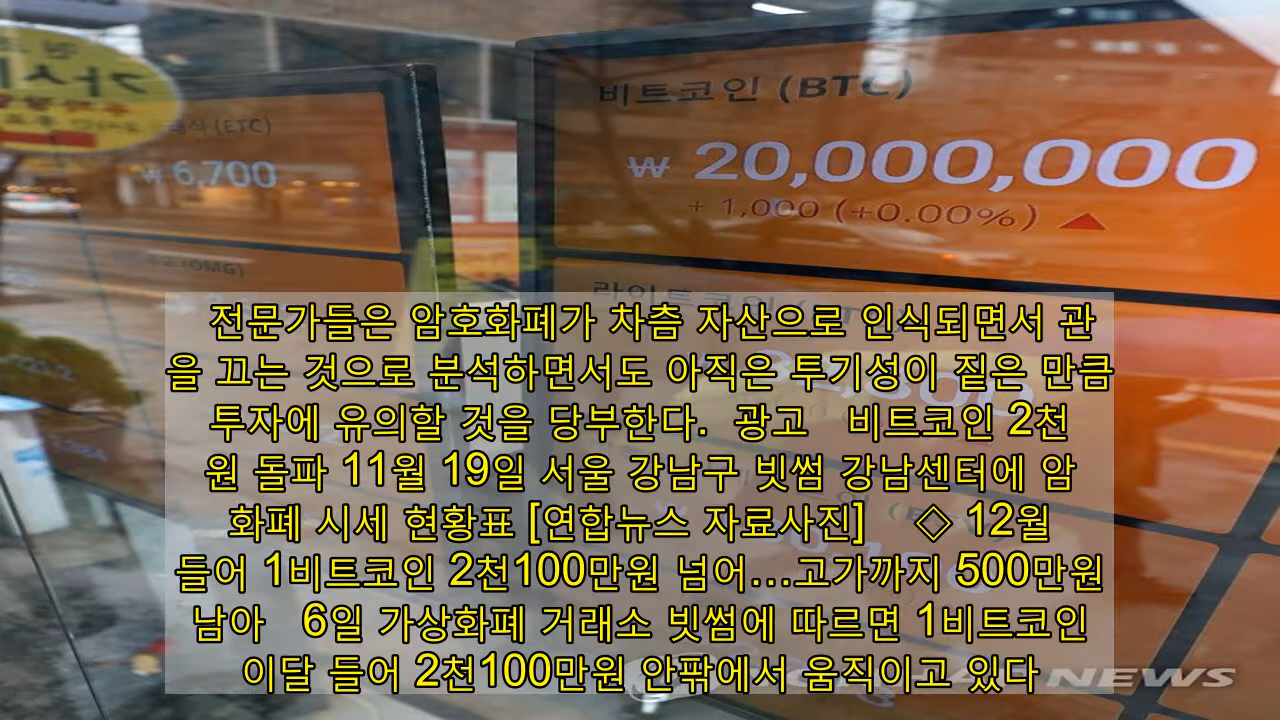 비트코인 (BTC)
(ETC)
₩ 20,000,000
₩ 6,700
+ 1,000 (+0.00%) ▲
전문가들은 암호화폐가 차츰 자산으로 인식되면서 관
을 끄는 것으로 분석하면서도 아직은 투기성이 짙은 만큼
투자에 유의할 것을 당부한다. 광고 비트코인 2천
원 돌파 11월 19일 서울 강남구 빗썸 강남센터에 암
화폐 시세 현황표 [연합뉴스 자료사진] ◇ 12월
들어 1비트코인 2천100만원 넘어…고가까지 500만원
남아 6일 가상화폐 거래소 빗썸에 따르면 1비트코인
이달 들어 2천100만원 안팎에서 움직이고 있다
NEWS